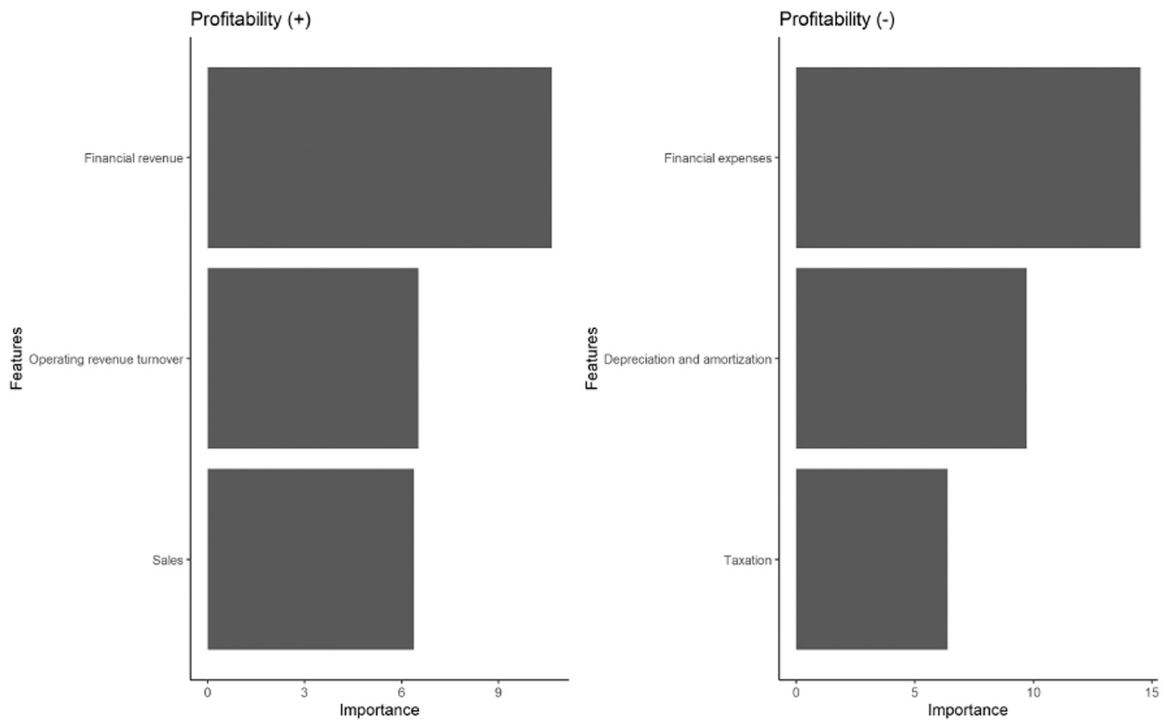 Profitability (+)
Financial revenue
Operating revenue turnover
Sales
Features
0 3 6 9
Importance
Profitability (-)
Financial expenses
Depreciation and amortization
Taxation
Features
0 5 10 15
Importance